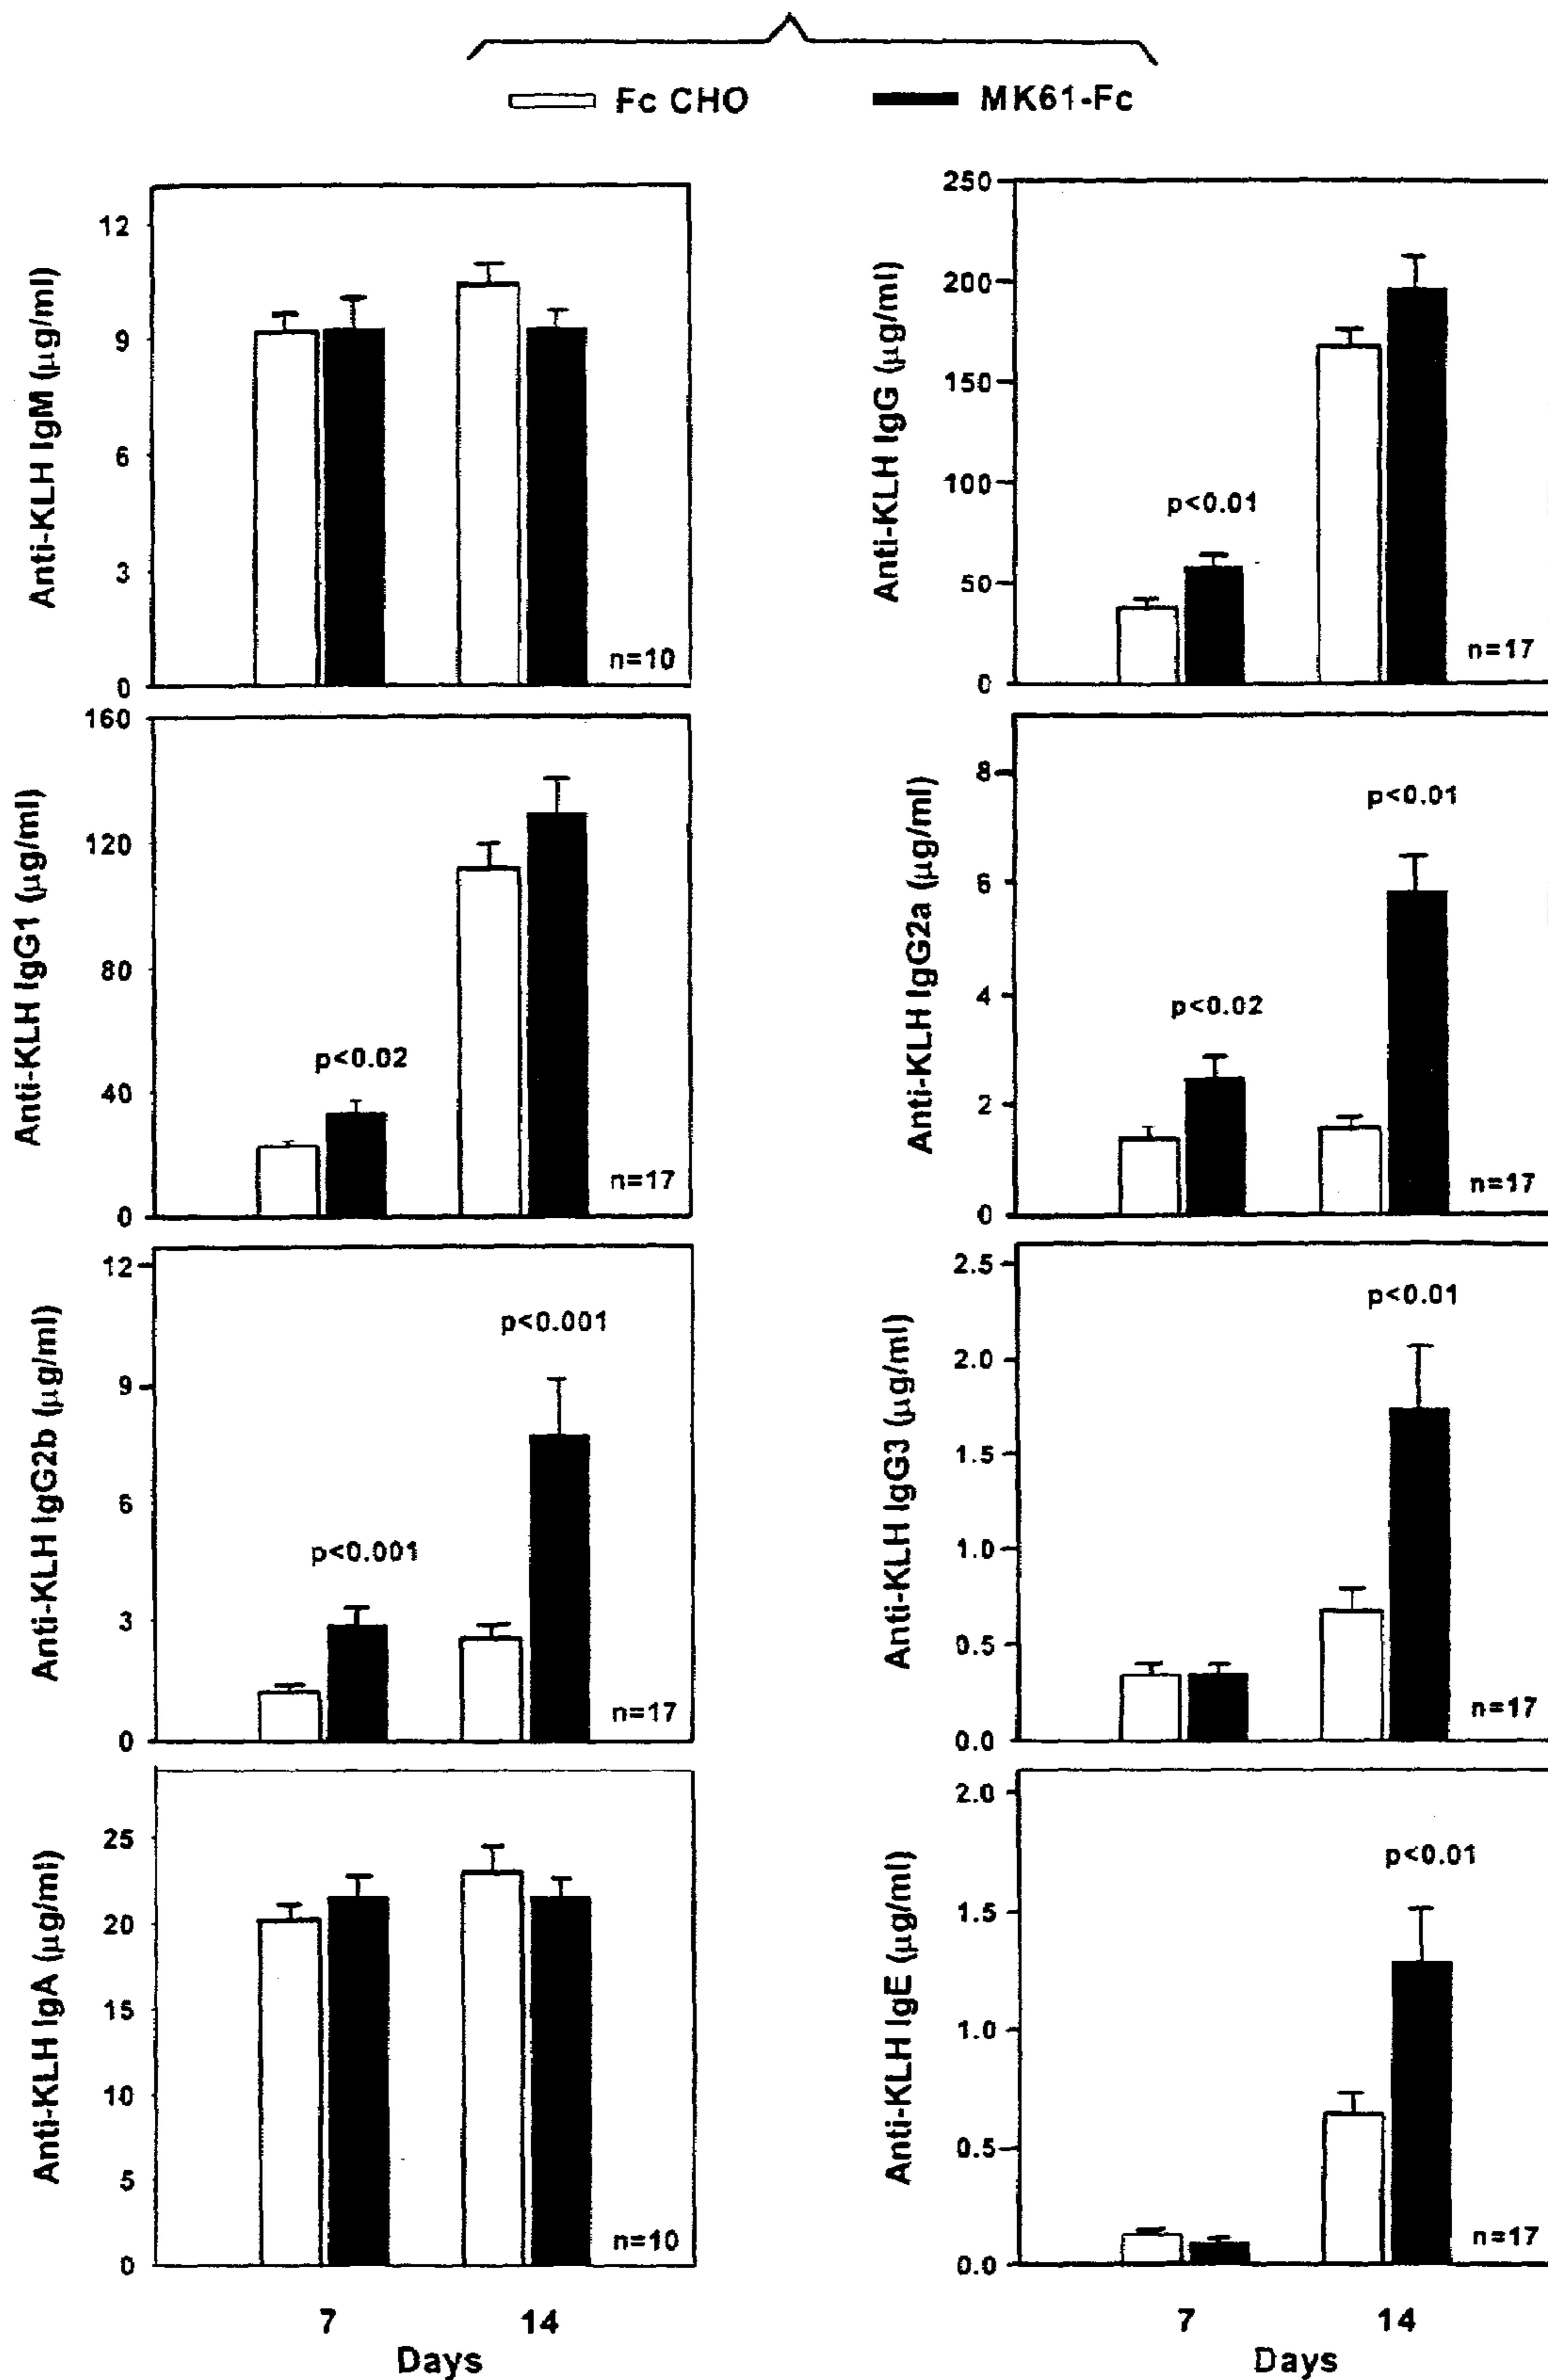 Fc CHO MK61-Fc
Anti-KLH IgM (µg/ml)
12
9
6
3
0
n=10
Anti-KLH IgG (µg/ml)
250
200
150
100
50
0
p<0.01
n=17
Anti-KLH IgG1 (µg/ml)
160
120
80
40
0
p<0.02
n=17
Anti-KLH IgG2a (µg/ml)
8
6
4
2
0
p<0.02
p<0.01
n=17
Anti-KLH IgG2b (µg/ml)
12
9
6
3
0
p<0.001
p<0.001
n=17
Anti-KLH IgG3 (µg/ml)
2.5
2.0
1.5
1.0
0.5
0.0
p<0.01
n=17
Anti-KLH IgA (µg/ml)
25
20
15
10
5
0
n=10
7 14
Days
Anti-KLH IgE (µg/ml)
2.0
1.5
1.0
0.5
0.0
p<0.01
n=17
7 14
Days